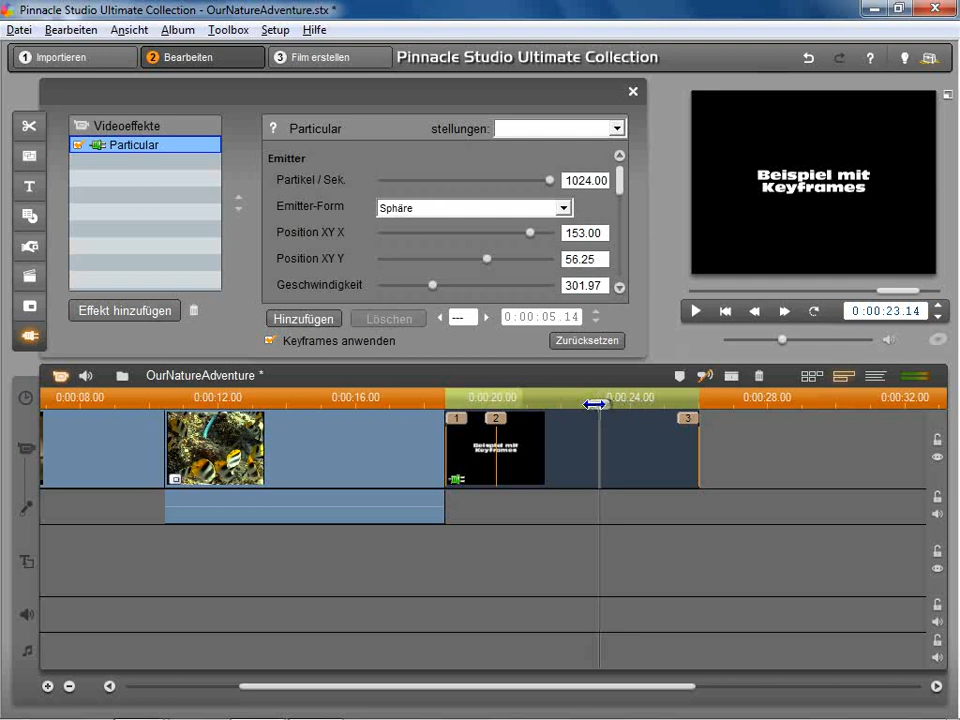 Pinnacle Studio Ultimate Collection - OurNatureAdventure.stx *
Datei Bearbeiten Ansicht Album Toolbox Setup Hilfe
1 Importieren 2 Bearbeiten 3 Film erstellen Pinnacle Studio Ultimate Collection ?
Videoeffekte
Particular
Effekt hinzufügen
? Particular stellungen:
Emitter
Partikel / Sek. 1024.00
Emitter-Form Sphäre
Position XY X 153.00
Position XY Y 56.25
Geschwindigkeit 301.97
Hinzufügen Löschen --- 0:00:05.14
Keyframes anwenden Zurücksetzen
Beispiel mit
Keyframes
0:00:23.14
OurNatureAdventure *
0:00:08.00 0:00:12.00 0:00:16.00 0:00:20.00 0:00:24.00 0:00:28.00 0:00:32.00
1 2 3
Beispiel mit
Keyframes